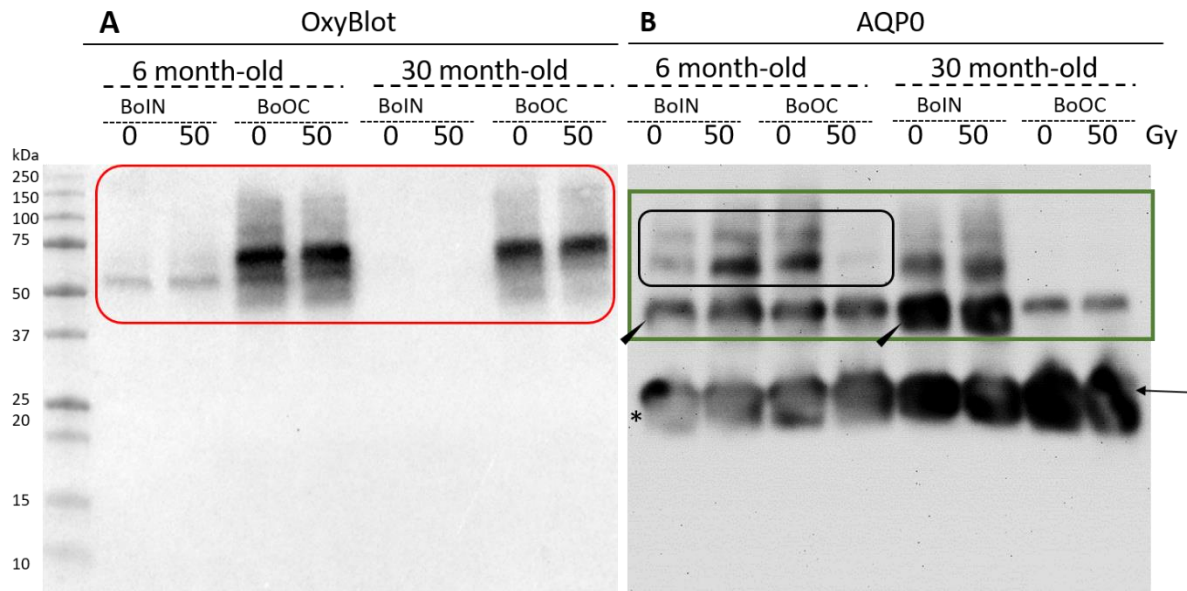 A OxyBlot B AQP0
6 month-old 30 month-old 6 month-old 30 month-old
BoIN BoOC BoIN BoOC BoIN BoOC BoIN BoOC
0 50 0 50 0 50 0 50 0 50 0 50 0 50 0 50 Gy
kDa
250
150
100
75
50
37
25
20
15
10
*